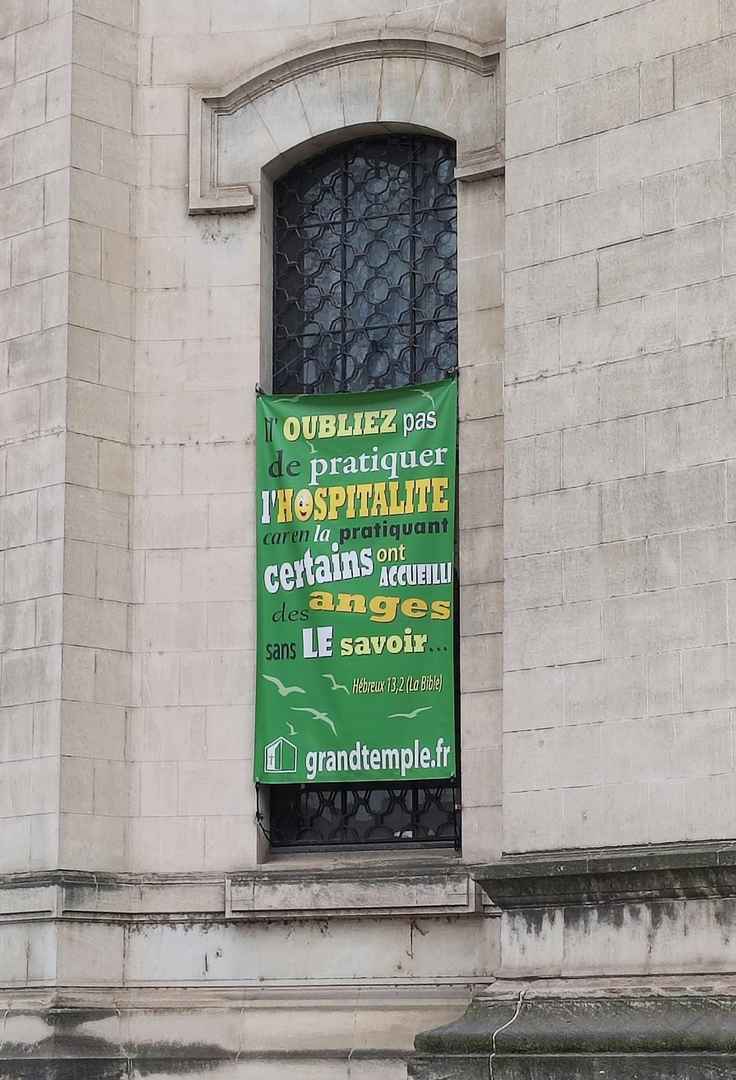 N'OUBLIEZ pas
de pratiquer
l'HOSPITALITE
car en la pratiquant
certains ont
ACCUEILLI
des anges
sans LE savoir...
Hébreux 13,2 (La Bible)
grandtemple.fr